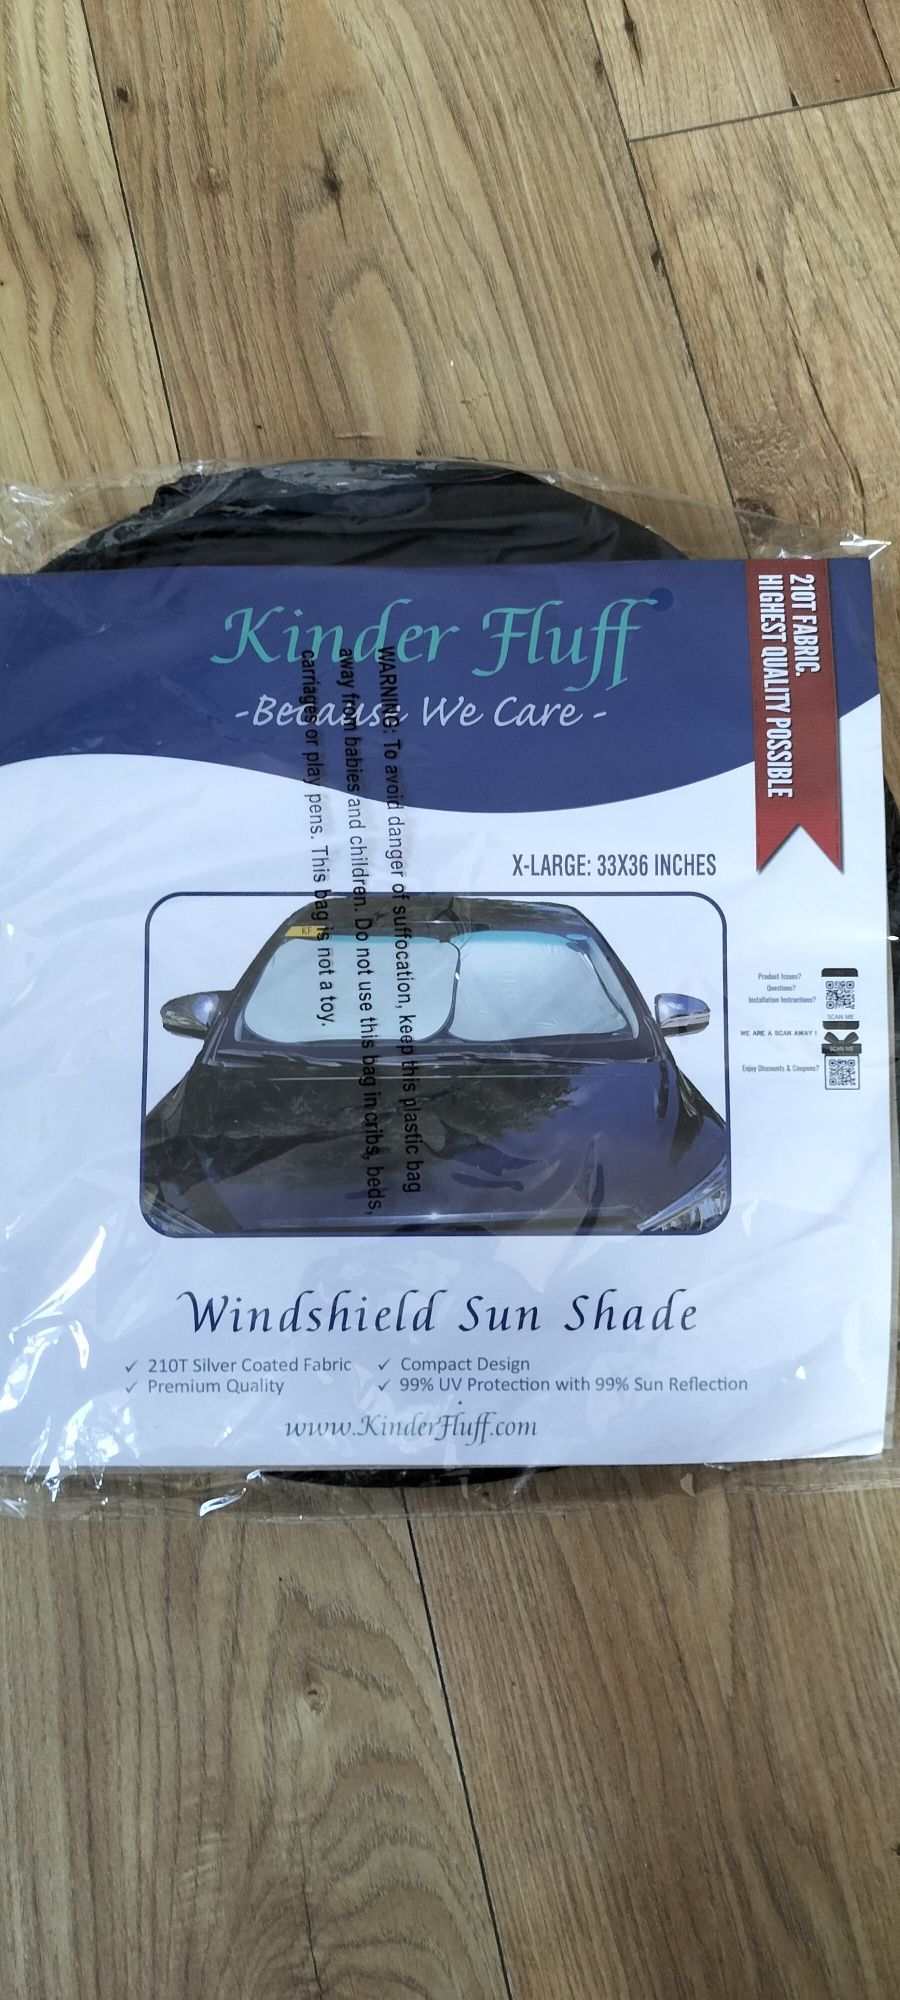 Kinder Fluff
-Because We Care -
210T FABRIC.
HIGHEST QUALITY POSSIBLE
WARNING: To avoid danger of suffocation, keep this plastic bag
away from babies and children. Do not use this bag in cribs, beds,
carriages or play pens. This bag is not a toy.
X-LARGE: 33X36 INCHES
KF
Product Issues?
Questions?
Installation Instructions?
SCAN ME
WE ARE A SCAN AWAY !
SCAN ME
Enjoy Discounts & Coupons?
Windshield Sun Shade
✓ 210T Silver Coated Fabric ✓ Compact Design
✓ Premium Quality ✓ 99% UV Protection with 99% Sun Reflection
www.KinderFluff.com